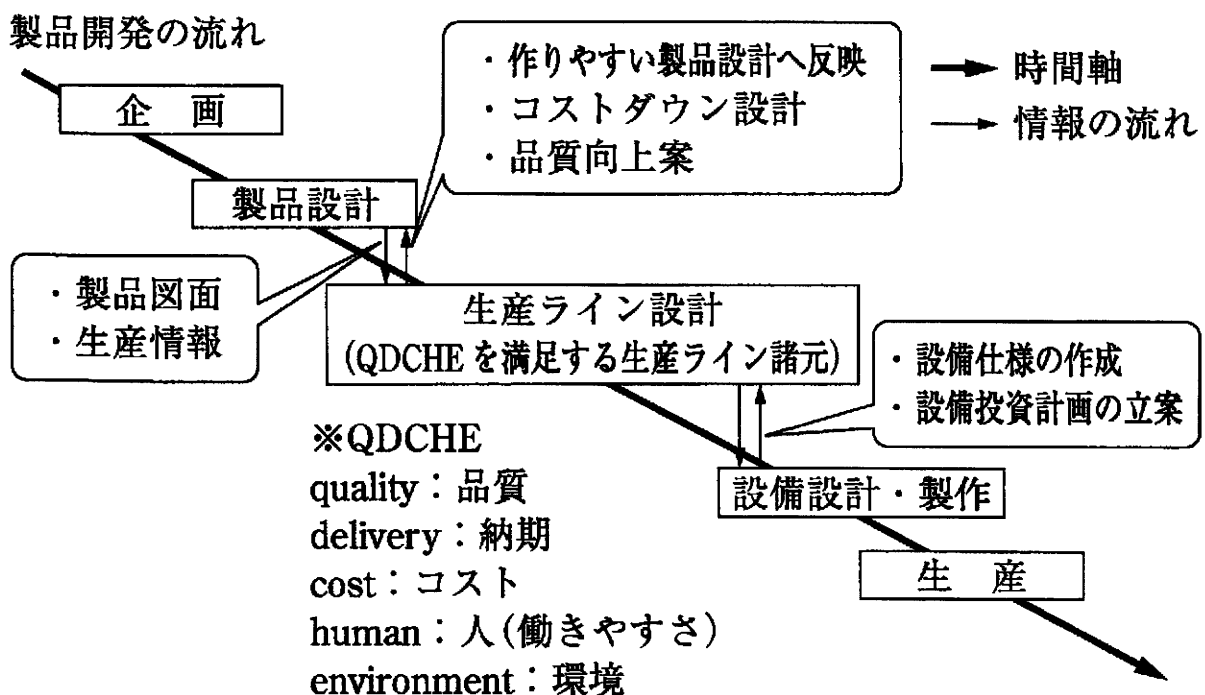 製品開発の流れ
企 画
・作りやすい製品設計へ反映
・コストダウン設計
・品質向上案
時間軸
情報の流れ
製品設計
・製品図面
・生産情報
生産ライン設計
(QDCHEを満足する生産ライン諸元)
・設備仕様の作成
・設備投資計画の立案
※QDCHE
quality：品質
delivery：納期
cost：コスト
human：人(働きやすさ)
environment：環境
設備設計・製作
生 産